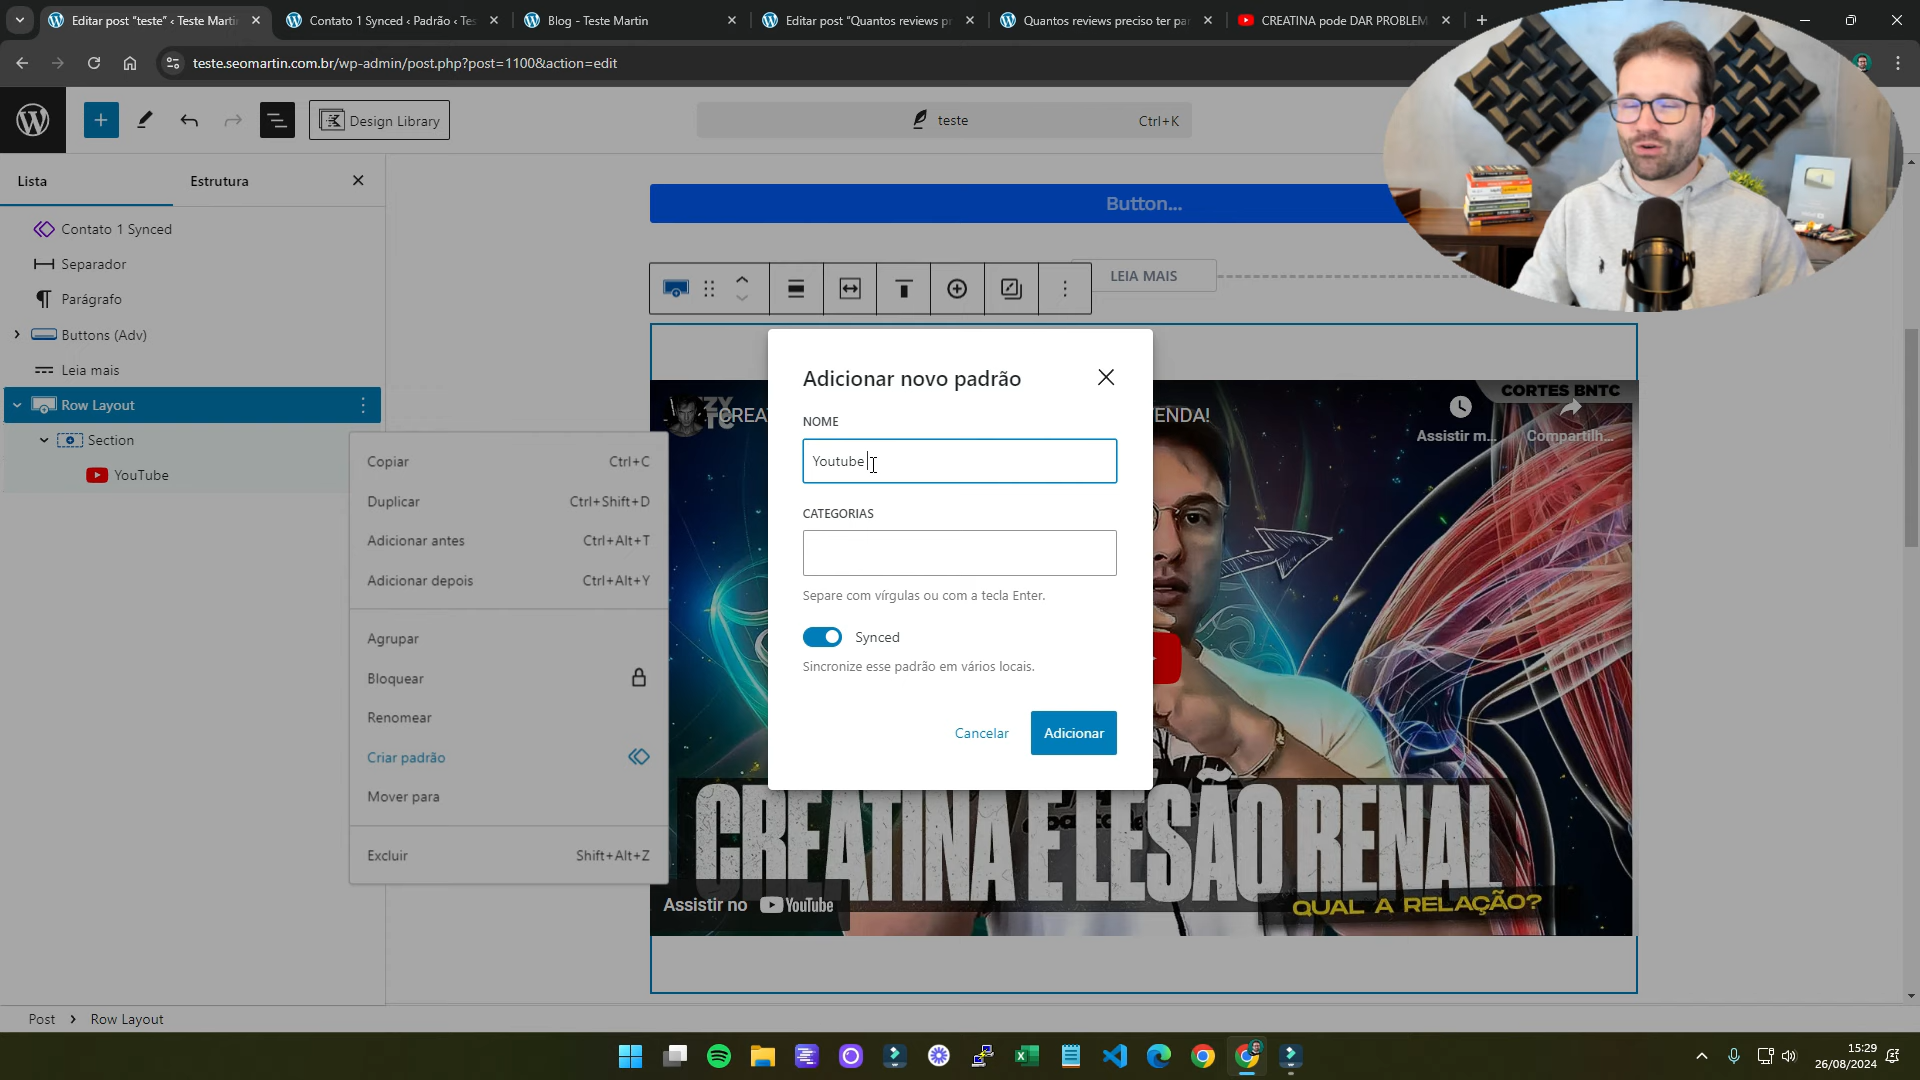 Editar post “teste” ‹ Teste Marti
Contato 1 Synced ‹ Padrão ‹ Tes
Blog - Teste Martin
Editar post “Quantos reviews pr
Quantos reviews preciso ter pa
CREATINA pode DAR PROBLEM
teste.seomartin.com.br/wp-admin/post.php?post=1100&action=edit
Design Library
teste
Ctrl+K
Lista
Estrutura
Contato 1 Synced
Separador
Parágrafo
Buttons (Adv)
Leia mais
Row Layout
Section
YouTube
Button...
LEIA MAIS
Copiar Ctrl+C
Duplicar Ctrl+Shift+D
Adicionar antes Ctrl+Alt+T
Adicionar depois Ctrl+Alt+Y
Agrupar
Bloquear
Renomear
Criar padrão
Mover para
Excluir Shift+Alt+Z
Adicionar novo padrão
NOME
Youtube
CATEGORIAS
Separe com vírgulas ou com a tecla Enter.
Synced
Sincronize esse padrão em vários locais.
Cancelar
Adicionar
CREA
ENDA!
CORTES BNTC
Assistir m...
Compartilh...
CREATINA E LESÃO RENAL
QUAL A RELAÇÃO?
Assistir no YouTube
Post
Row Layout
15:29
26/08/2024